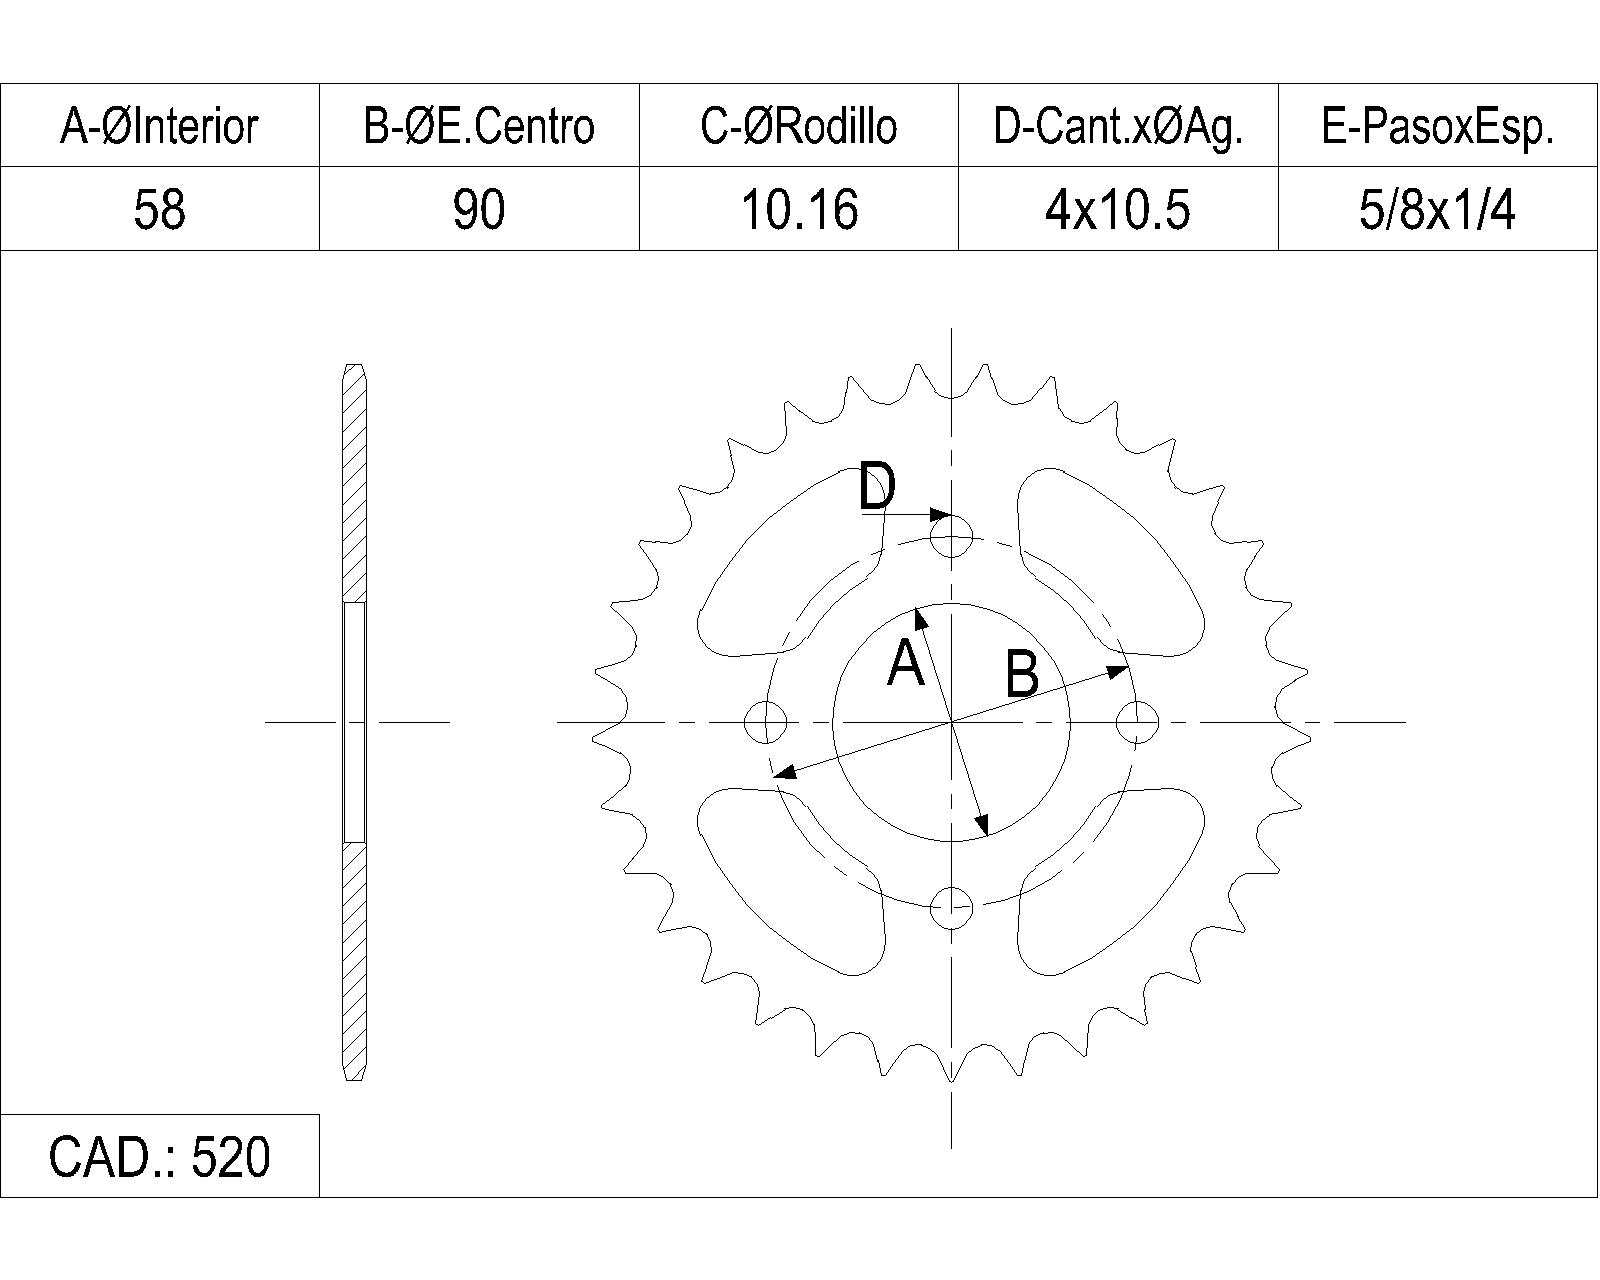 A-ØInterior B-ØE.Centro C-ØRodillo D-Cant.xØAg. E-PasoxEsp.
58 90 10.16 4x10.5 5/8x1/4
D
A B
CAD.: 520